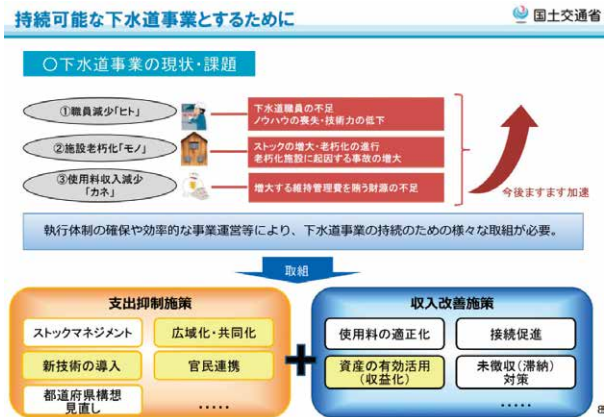 持続可能な下水道事業とするために
国土交通省
〇下水道事業の現状・課題
①職員減少「ヒト」
下水道職員の不足
ノウハウの喪失・技術力の低下
②施設老朽化「モノ」
ストックの増大・老朽化の進行
老朽化施設に起因する事故の増大
③使用料収入減少
「カネ」
増大する維持管理費を賄う財源の不足
今後ますます加速
執行体制の確保や効率的な事業運営等により、下水道事業の持続のための様々な取組が必要。
取組
支出抑制施策
ストックマネジメント
広域化・共同化
新技術の導入
官民連携
都道府県構想
見直し
・・・・・
+
収入改善施策
使用料の適正化
接続促進
資産の有効活用
(収益化)
未徴収(滞納)
対策
・・・・・